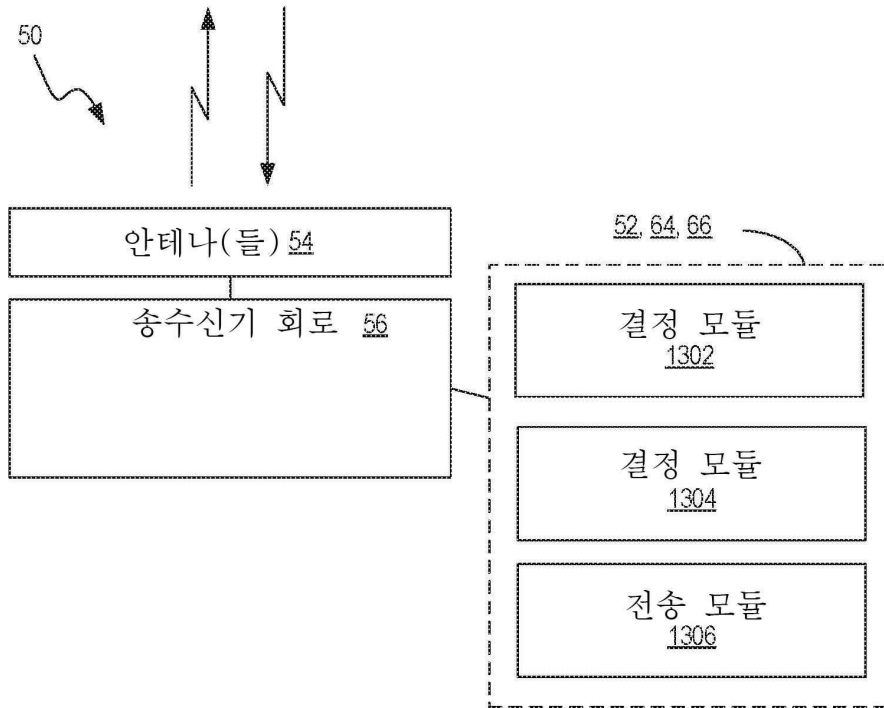 50
안테나(들) 54
송수신기 회로 56
52, 64, 66
결정 모듈
1302
결정 모듈
1304
전송 모듈
1306